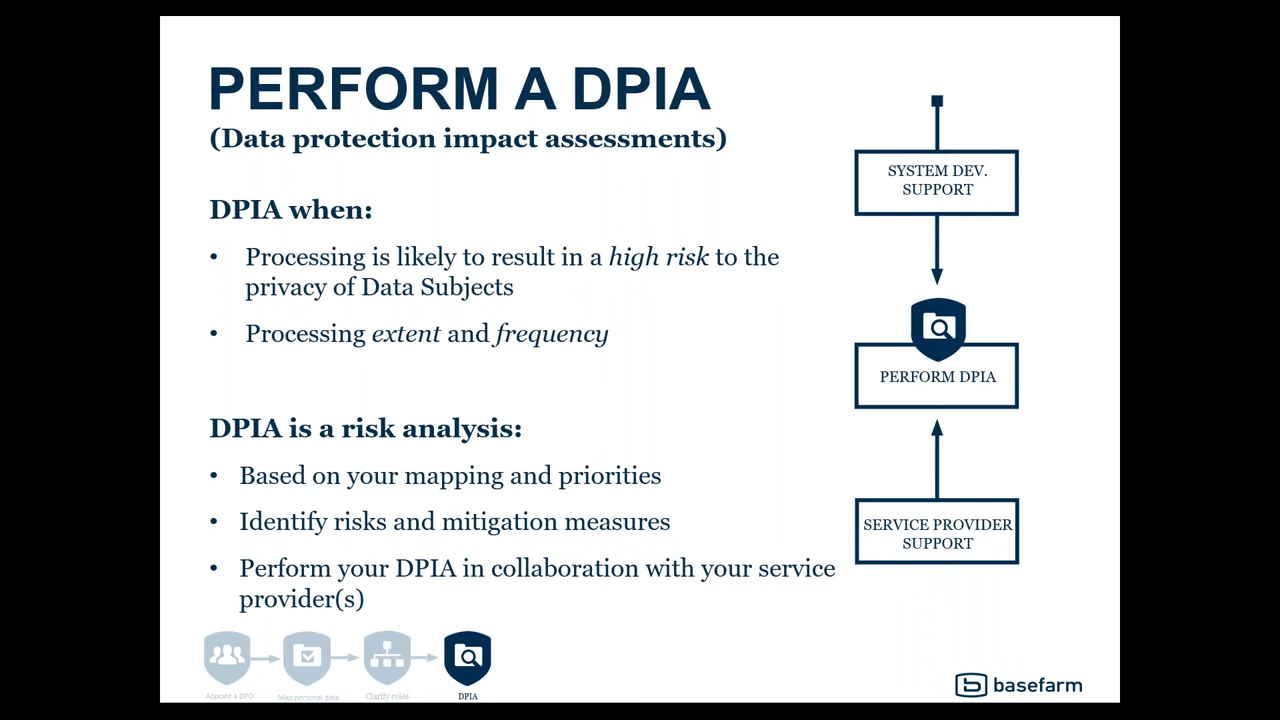 PERFORM A DPIA
(Data protection impact assessments)
DPIA when:
• Processing is likely to result in a high risk to the
privacy of Data Subjects
• Processing extent and frequency
DPIA is a risk analysis:
• Based on your mapping and priorities
• Identify risks and mitigation measures
• Perform your DPIA in collaboration with your service
provider(s)
SYSTEM DEV.
SUPPORT
PERFORM DPIA
SERVICE PROVIDER
SUPPORT
Appoint a DPO
Map personal data
Clarify roles
DPIA
basefarm